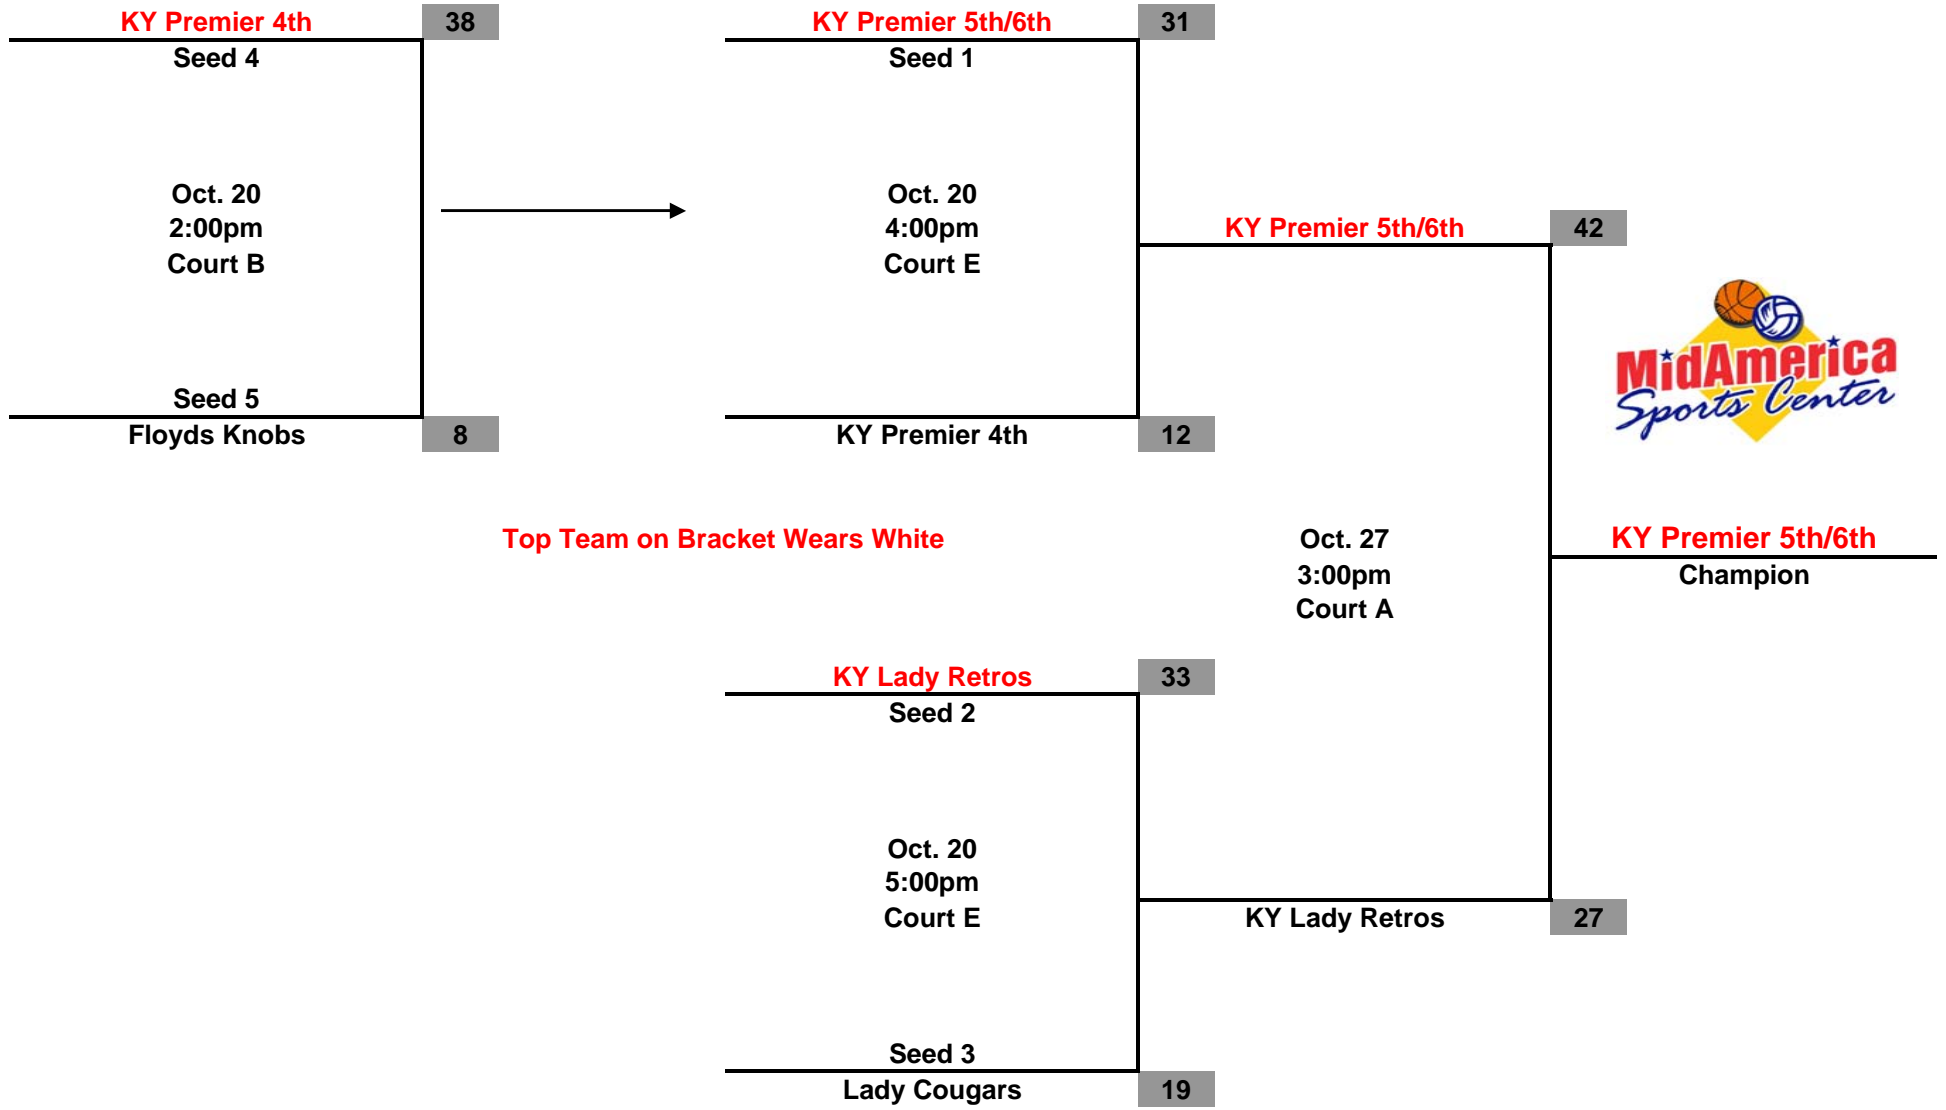 KY Premier 4th 38
Seed 4
Oct. 20
2:00pm
Court B
Seed 5
Floyds Knobs 8
KY Premier 5th/6th 31
Seed 1
Oct. 20
4:00pm
Court E
KY Premier 4th 12
KY Premier 5th/6th 42
MidAmerica
Sports Center
Top Team on Bracket Wears White
Oct. 27
3:00pm
Court A
KY Premier 5th/6th
Champion
KY Lady Retros 33
Seed 2
Oct. 20
5:00pm
Court E
KY Lady Retros 27
Seed 3
Lady Cougars 19